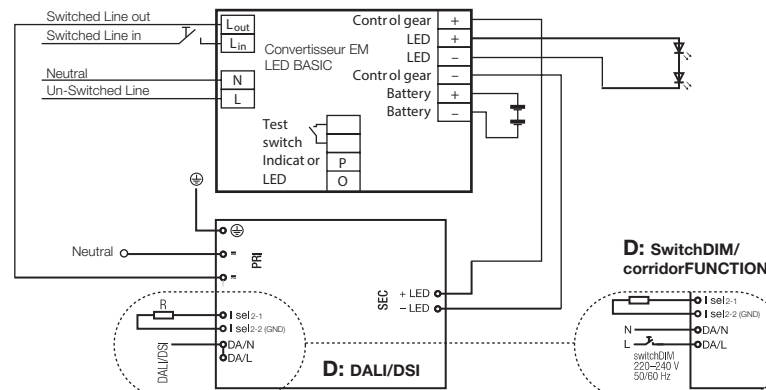 Switched Line out
Switched Line in
Neutral
Un-Switched Line
Lout
Lin
N
L
Convertisseur EM
LED BASIC
Control gear +
LED +
LED –
Control gear –
Battery +
Battery –
Test
switch
Indicator
LED
P
O
Neutral
PRI
=
=
SEC
+ LED
– LED
R
I sel2-1
I sel2-2 (GND)
DA/N
DA/L
DALI/DSI
D: DALI/DSI
D: SwitchDIM/
corridorFUNCTION
I sel2-1
I sel2-2 (GND)
N
DA/N
L
DA/L
switchDIM
220–240 V
50/60 Hz